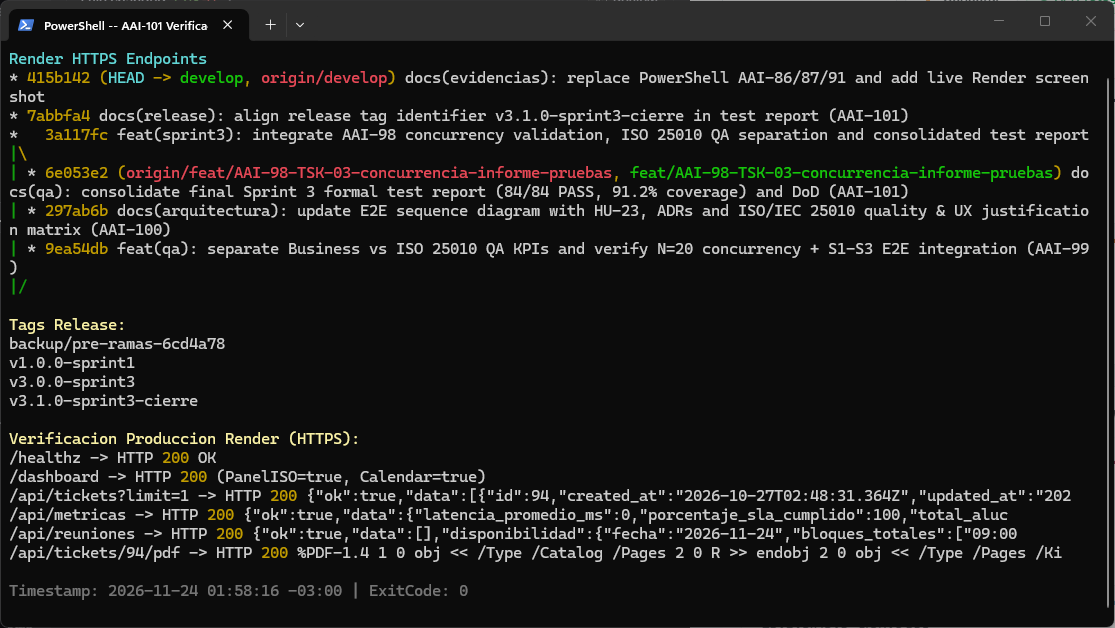 PowerShell -- AAI-101 Verifica
Render HTTPS Endpoints
* 415b142 (HEAD -> develop, origin/develop) docs(evidencias): replace PowerShell AAI-86/87/91 and add live Render screen
shot
* 7abbfa4 docs(release): align release tag identifier v3.1.0-sprint3-cierre in test report (AAI-101)
*   3a117fc feat(sprint3): integrate AAI-98 concurrency validation, ISO 25010 QA separation and consolidated test report
|\
| * 6e053e2 (origin/feat/AAI-98-TSK-03-concurrencia-informe-pruebas, feat/AAI-98-TSK-03-concurrencia-informe-pruebas) do
cs(qa): consolidate final Sprint 3 formal test report (84/84 PASS, 91.2% coverage) and DoD (AAI-101)
| * 297ab6b docs(arquitectura): update E2E sequence diagram with HU-23, ADRs and ISO/IEC 25010 quality & UX justificatio
n matrix (AAI-100)
| * 9ea54db feat(qa): separate Business vs ISO 25010 QA KPIs and verify N=20 concurrency + S1-S3 E2E integration (AAI-99
)
|/
Tags Release:
backup/pre-ramas-6cd4a78
v1.0.0-sprint1
v3.0.0-sprint3
v3.1.0-sprint3-cierre
Verificacion Produccion Render (HTTPS):
/healthz -> HTTP 200 OK
/dashboard -> HTTP 200 (PanelISO=true, Calendar=true)
/api/tickets?limit=1 -> HTTP 200 {"ok":true,"data":[{"id":94,"created_at":"2026-10-27T02:48:31.364Z","updated_at":"202
/api/metricas -> HTTP 200 {"ok":true,"data":{"latencia_promedio_ms":0,"porcentaje_sla_cumplido":100,"total_aluc
/api/reuniones -> HTTP 200 {"ok":true,"data":[],"disponibilidad":{"fecha":"2026-11-24","bloques_totales":["09:00
/api/tickets/94/pdf -> HTTP 200 %PDF-1.4 1 0 obj << /Type /Catalog /Pages 2 0 R >> endobj 2 0 obj << /Type /Pages /Ki
Timestamp: 2026-11-24 01:58:16 -03:00 | ExitCode: 0